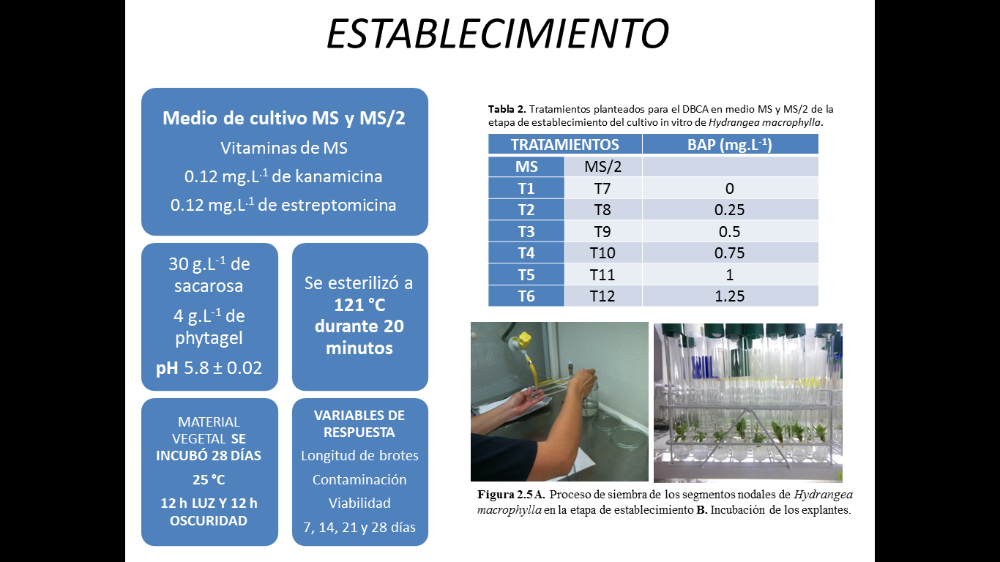 ESTABLECIMIENTO
Medio de cultivo MS y MS/2
Vitaminas de MS
0.12 mg.L.1 de kanamicina
0.12 mg.L.1 de estreptomicina
30 g.L-1 de
sacarosa
4 g.L-1 de
phytagel
pH 5.8 ± 0.02
Se esterilizó a
121 °C
durante 20
minutos
MATERIAL
VEGETAL SE
INCUBÓ 28 DÍAS
25 °C
12 h LUZ Y 12 h
OSCURIDAD
VARIABLES DE
RESPUESTA
Longitud de brotes
Contaminación
Viabilidad
7, 14, 21 y 28 días
Tabla 2. Tratamientos planteados para el DBCA en medio MS y MS/2 de la
etapa de establecimiento del cultivo in vitro de Hydrangea macrophylla.
TRATAMIENTOS BAP (mg.L-1)
MS MS/2
T1 T7 0
T2 T8 0.25
T3 T9 0.5
T4 T10 0.75
T5 T11 1
T6 T12 1.25
Figura 2.5 A. Proceso de siembra de los segmentos nodales de Hydrangea
macrophylla en la etapa de establecimiento B. Incubación de los explantes.